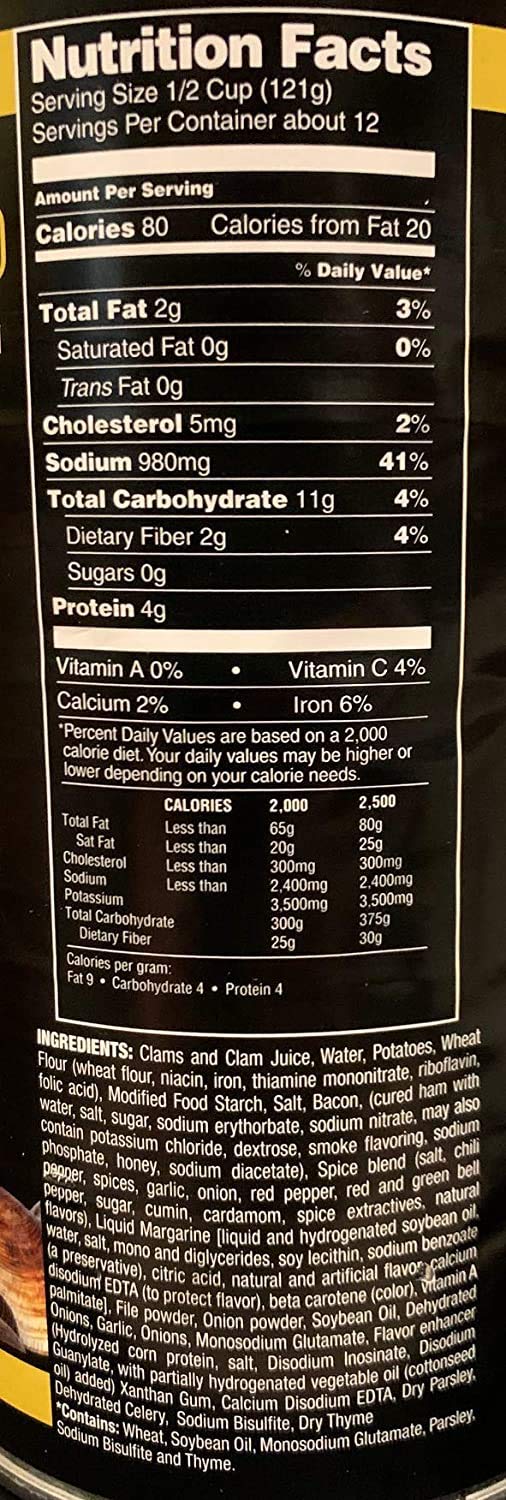 Nutrition Facts
Serving Size 1/2 Cup (121g)
Servings Per Container about 12
Amount Per Serving
Calories 80 Calories from Fat 20
% Daily Value*
Total Fat 2g 3%
Saturated Fat 0g 0%
Trans Fat 0g
Cholesterol 5mg 2%
Sodium 980mg 41%
Total Carbohydrate 11g 4%
Dietary Fiber 2g 4%
Sugars 0g
Protein 4g
Vitamin A 0% • Vitamin C 4%
Calcium 2% • Iron 6%
*Percent Daily Values are based on a 2,000
calorie diet. Your daily values may be higher or
lower depending on your calorie needs.
CALORIES 2,000 2,500
Total Fat Less than 65g 80g
Sat Fat Less than 20g 25g
Cholesterol Less than 300mg 300mg
Sodium Less than 2,400mg 2,400mg
Potassium 3,500mg 3,500mg
Total Carbohydrate 300g 375g
Dietary Fiber 25g 30g
Calories per gram:
Fat 9 • Carbohydrate 4 • Protein 4
INGREDIENTS: Clams and Clam Juice, Water, Potatoes, Wheat
Flour (wheat flour, niacin, iron, thiamine mononitrate, riboflavin,
folic acid), Modified Food Starch, Salt, Bacon, (cured ham with
water, salt, sugar, sodium erythorbate, sodium nitrate, may also
contain potassium chloride, dextrose, smoke flavoring, sodium
phosphate, honey, sodium diacetate), Spice blend (salt, chili
pepper, spices, garlic, onion, red pepper, red and green bell
pepper, sugar, cumin, cardamom, spice extractives, natural
flavors), Liquid Margarine [liquid and hydrogenated soybean oil,
water, salt, mono and diglycerides, soy lecithin, sodium benzoate
(a preservative), citric acid, natural and artificial flavor, calcium
disodium EDTA (to protect flavor), beta carotene (color), vitamin A
palmitate], File powder, Onion powder, Soybean Oil, Dehydrated
Onions, Garlic, Onions, Monosodium Glutamate, Flavor enhancer
(Hydrolyzed corn protein, salt, Disodium Inosinate, Disodium
Guanylate, with partially hydrogenated vegetable oil (cottonseed
oil) added) Xanthan Gum, Calcium Disodium EDTA, Dry Parsley,
Dehydrated Celery, Sodium Bisulfite, Dry Thyme
*Contains: Wheat, Soybean Oil, Monosodium Glutamate, Parsley,
Sodium Bisulfite and Thyme.